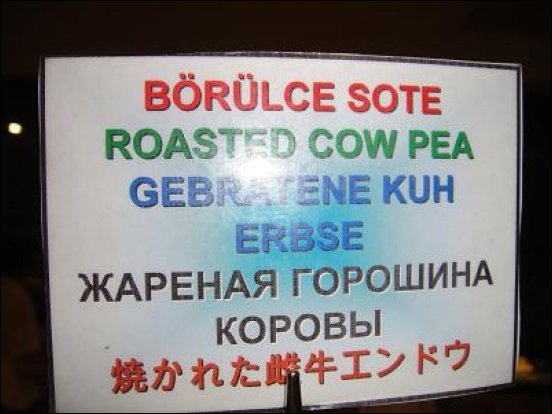 BÖRÜLCE SOTE
ROASTED COW PEA
GEBRATENE KUH
ERBSE
ЖАРЕНАЯ ГОРОШИНА
КОРОВЫ
焼かれた雌牛エンドウ